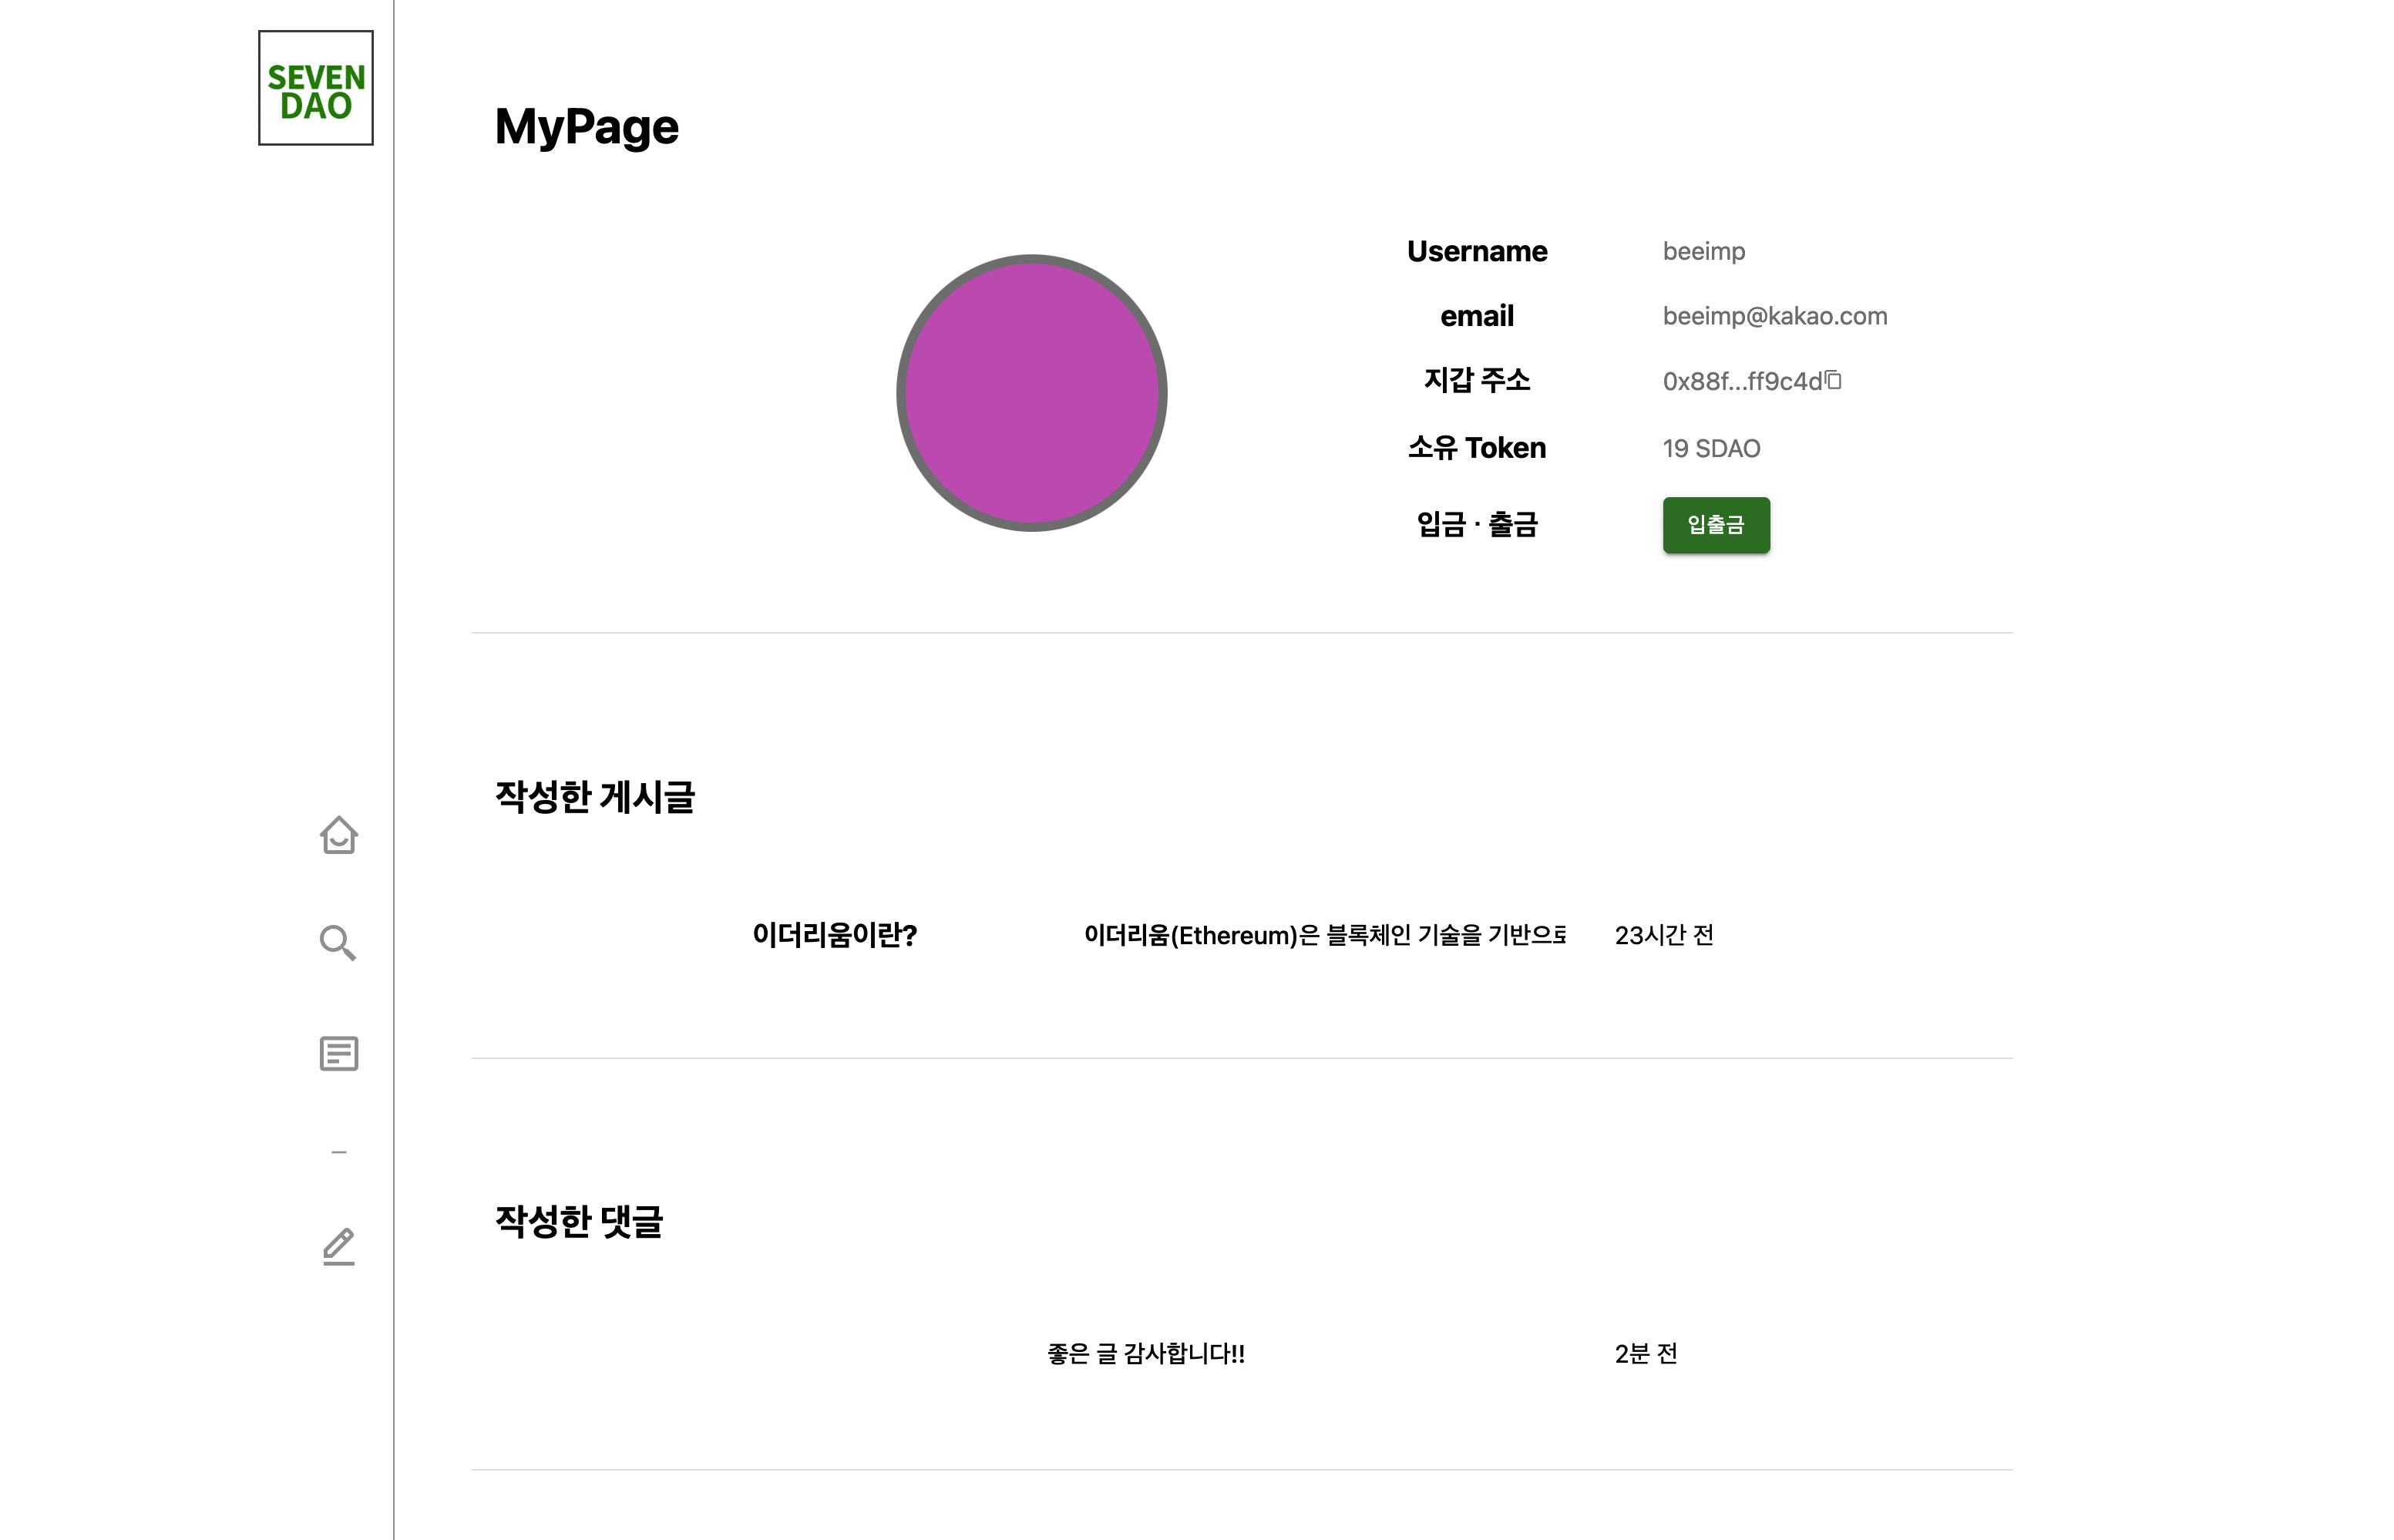 SEVEN
DAO
MyPage
Username beeimp
email beeimp@kakao.com
지갑 주소 0x88f...ff9c4d
소유 Token 19 SDAO
입금 · 출금 입출금
작성한 게시글
이더리움이란? 이더리움(Ethereum)은 블록체인 기술을 기반으로 23시간 전
작성한 댓글
좋은 글 감사합니다!! 2분 전